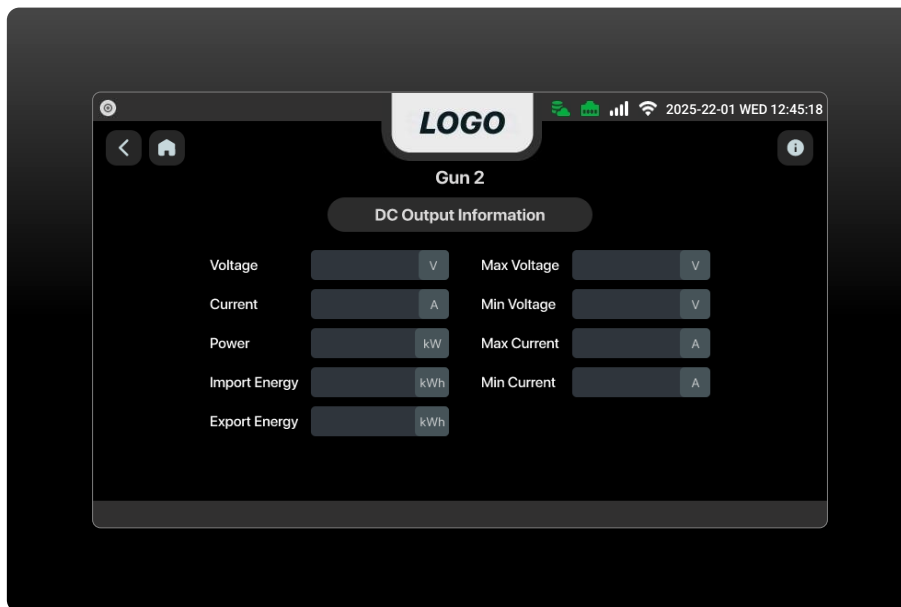 LOGO
2025-22-01 WED 12:45:18
Gun 2
DC Output Information
Voltage V
Current A
Power kW
Import Energy kWh
Export Energy kWh
Max Voltage V
Min Voltage V
Max Current A
Min Current A